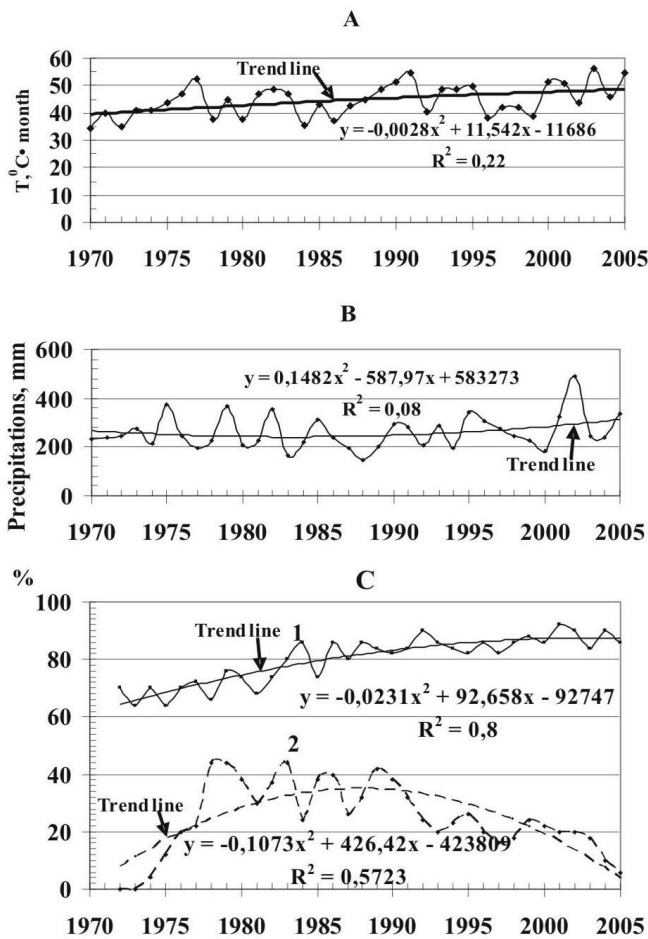 A
60
50
40
30
20
10
0
T,⁰C• month
Trend line
y = -0,0028x² + 11,542x - 11686
R² = 0,22
1970 1975 1980 1985 1990 1995 2000 2005
B
600
400
200
0
Precipitations, mm
y = 0,1482x² - 587,97x + 583273
R² = 0,08
Trend line
1970 1975 1980 1985 1990 1995 2000 2005
% C
100
80
60
40
20
0
Trend line 1
y = -0,0231x² + 92,658x - 92747
R² = 0,8
2
Trend line
y = -0,1073x² + 426,42x - 423809
R² = 0,5723
1970 1975 1980 1985 1990 1995 2000 2005